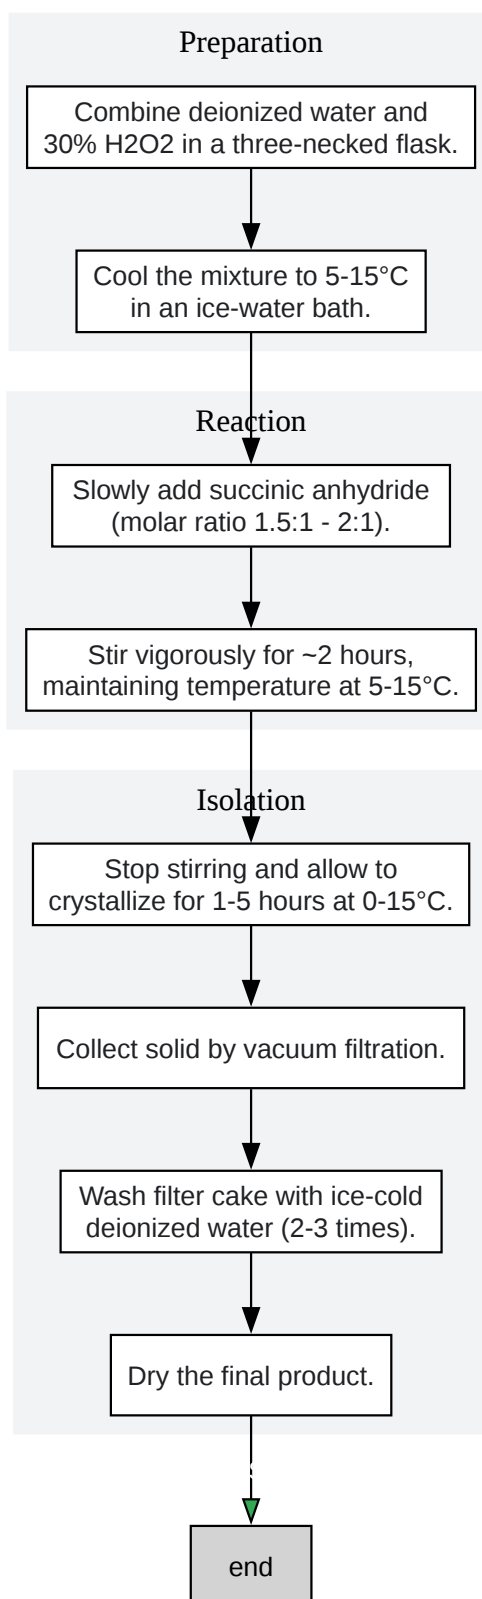 Preparation
Combine deionized water and
30% H2O2 in a three-necked flask.
Cool the mixture to 5-15°C
in an ice-water bath.
Reaction
Slowly add succinic anhydride
(molar ratio 1.5:1 - 2:1).
Stir vigorously for ~2 hours,
maintaining temperature at 5-15°C.
Isolation
Stop stirring and allow to
crystallize for 1-5 hours at 0-15°C.
Collect solid by vacuum filtration.
Wash filter cake with ice-cold
deionized water (2-3 times).
Dry the final product.
end